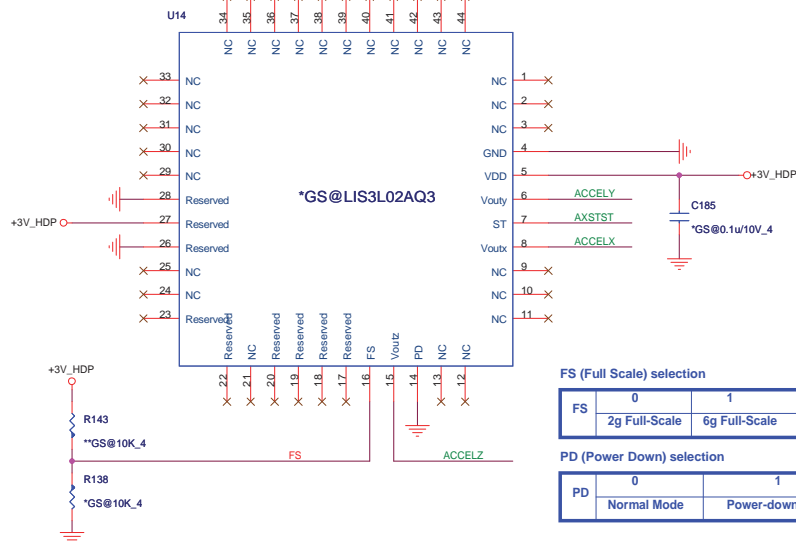 U14
34 35 36 37 38 39 40 41 42 43 44
NC NC NC NC NC NC NC NC NC NC NC
33 NC
32 NC
31 NC
30 NC
29 NC
28 Reserved
+3V_HDP 27 Reserved
26 Reserved
25 NC
24 NC
23 Reserved
*GS@LIS3L02AQ3
NC 1
NC 2
NC 3
GND 4
VDD 5 +3V_HDP
Vouty 6 ACCELY
ST 7 AXSTST
Voutx 8 ACCELX
NC 9
NC 10
NC 11
C185
*GS@0.1u/10V_4
Reserved NC Reserved Reserved Reserved Reserved FS Voutz PD NC NC
22 21 20 19 18 17 16 15 14 13 12
+3V_HDP
R143
**GS@10K_4
FS
ACCELZ
R138
*GS@10K_4
FS (Full Scale) selection
FS 0 1
2g Full-Scale 6g Full-Scale
PD (Power Down) selection
PD 0 1
Normal Mode Power-down